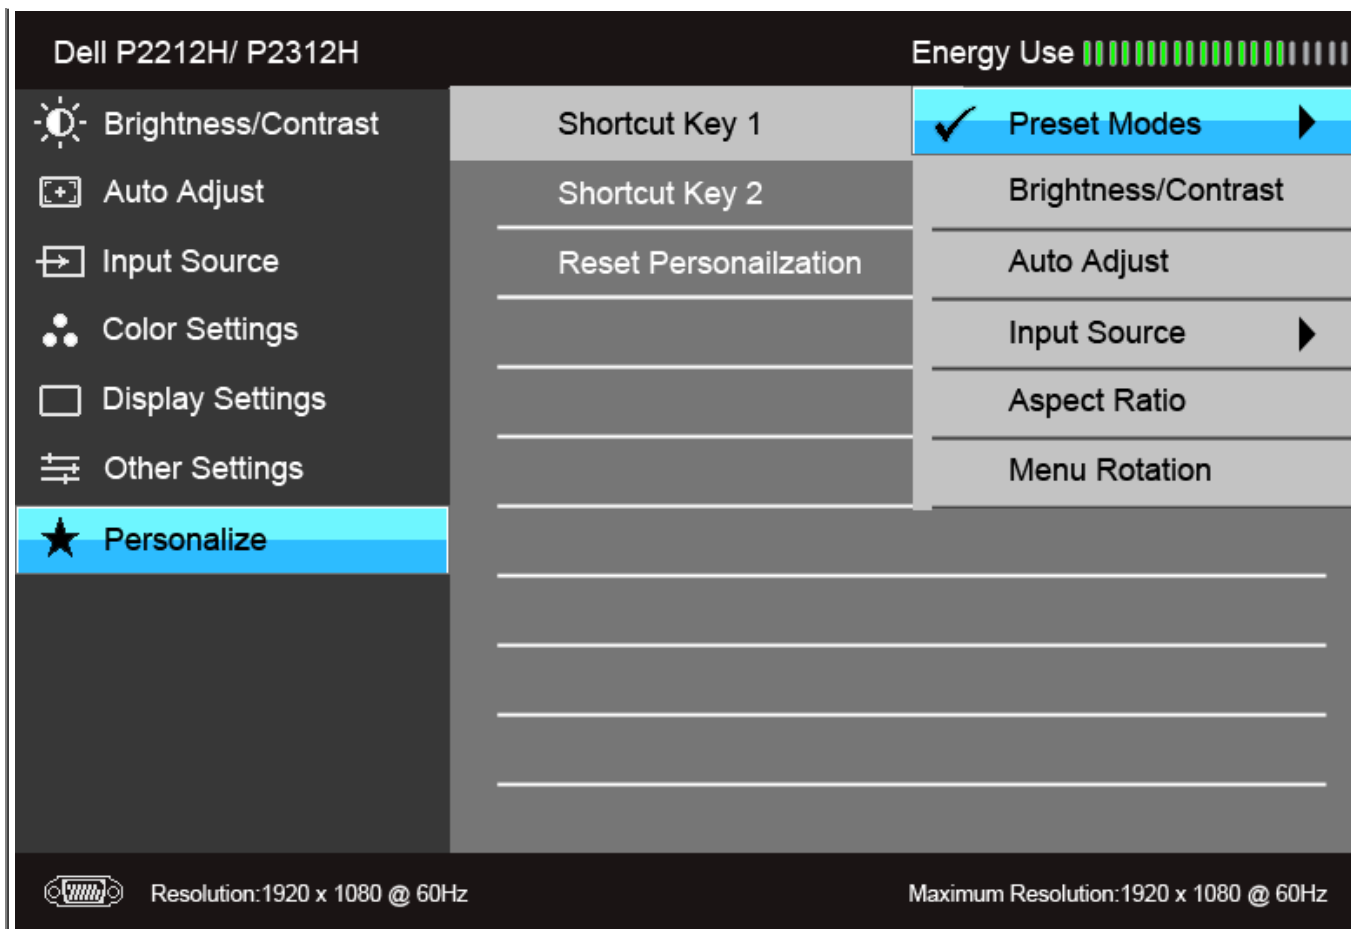 Dell P2212H/ P2312H
Energy Use
Brightness/Contrast
Auto Adjust
Input Source
Color Settings
Display Settings
Other Settings
Personalize
Shortcut Key 1
Shortcut Key 2
Reset Personailzation
Preset Modes
Brightness/Contrast
Auto Adjust
Input Source
Aspect Ratio
Menu Rotation
Resolution:1920 x 1080 @ 60Hz
Maximum Resolution:1920 x 1080 @ 60Hz